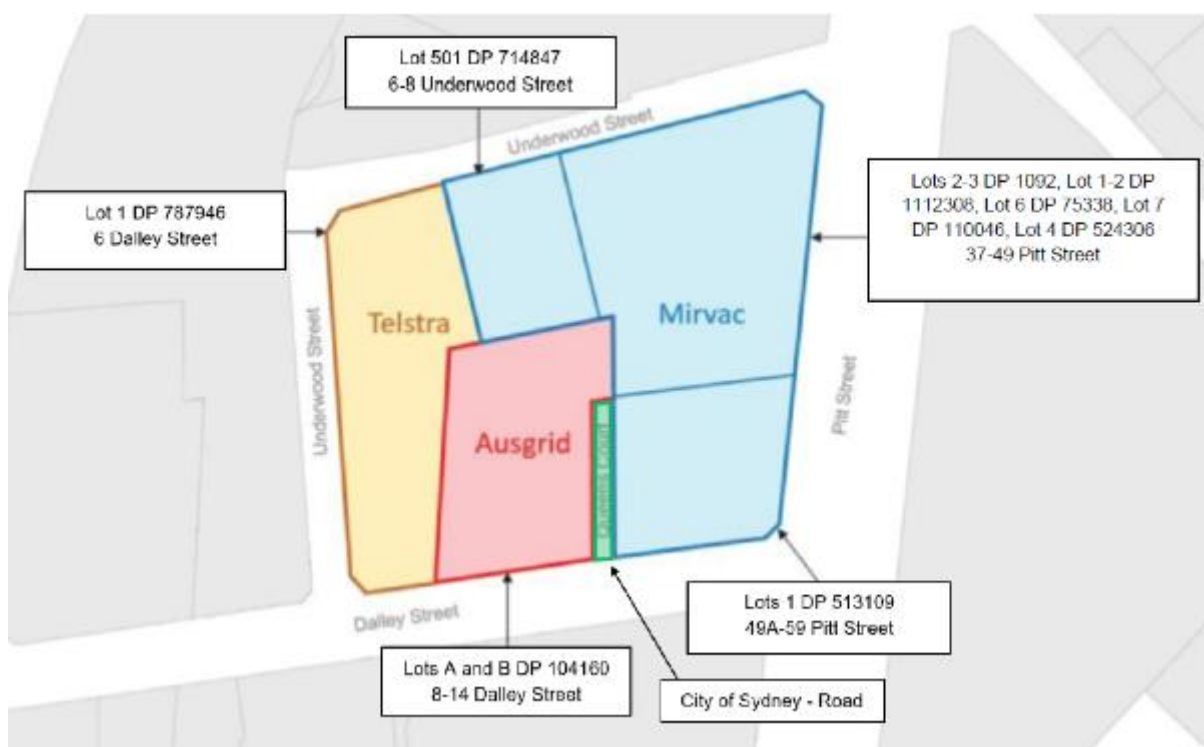 Lot 501 DP 714847
6-8 Underwood Street
Underwood Street
Lots 2-3 DP 1092, Lot 1-2 DP
1112308, Lot 6 DP 75338, Lot 7
DP 110046, Lot 4 DP 524306
37-49 Pitt Street
Lot 1 DP 787946
6 Dalley Street
Telstra
Mirvac
Underwood Street
Pitt Street
Ausgrid
Queens Court
Dalley Street
Lots 1 DP 513109
49A-59 Pitt Street
Lots A and B DP 104160
8-14 Dalley Street
City of Sydney - Road